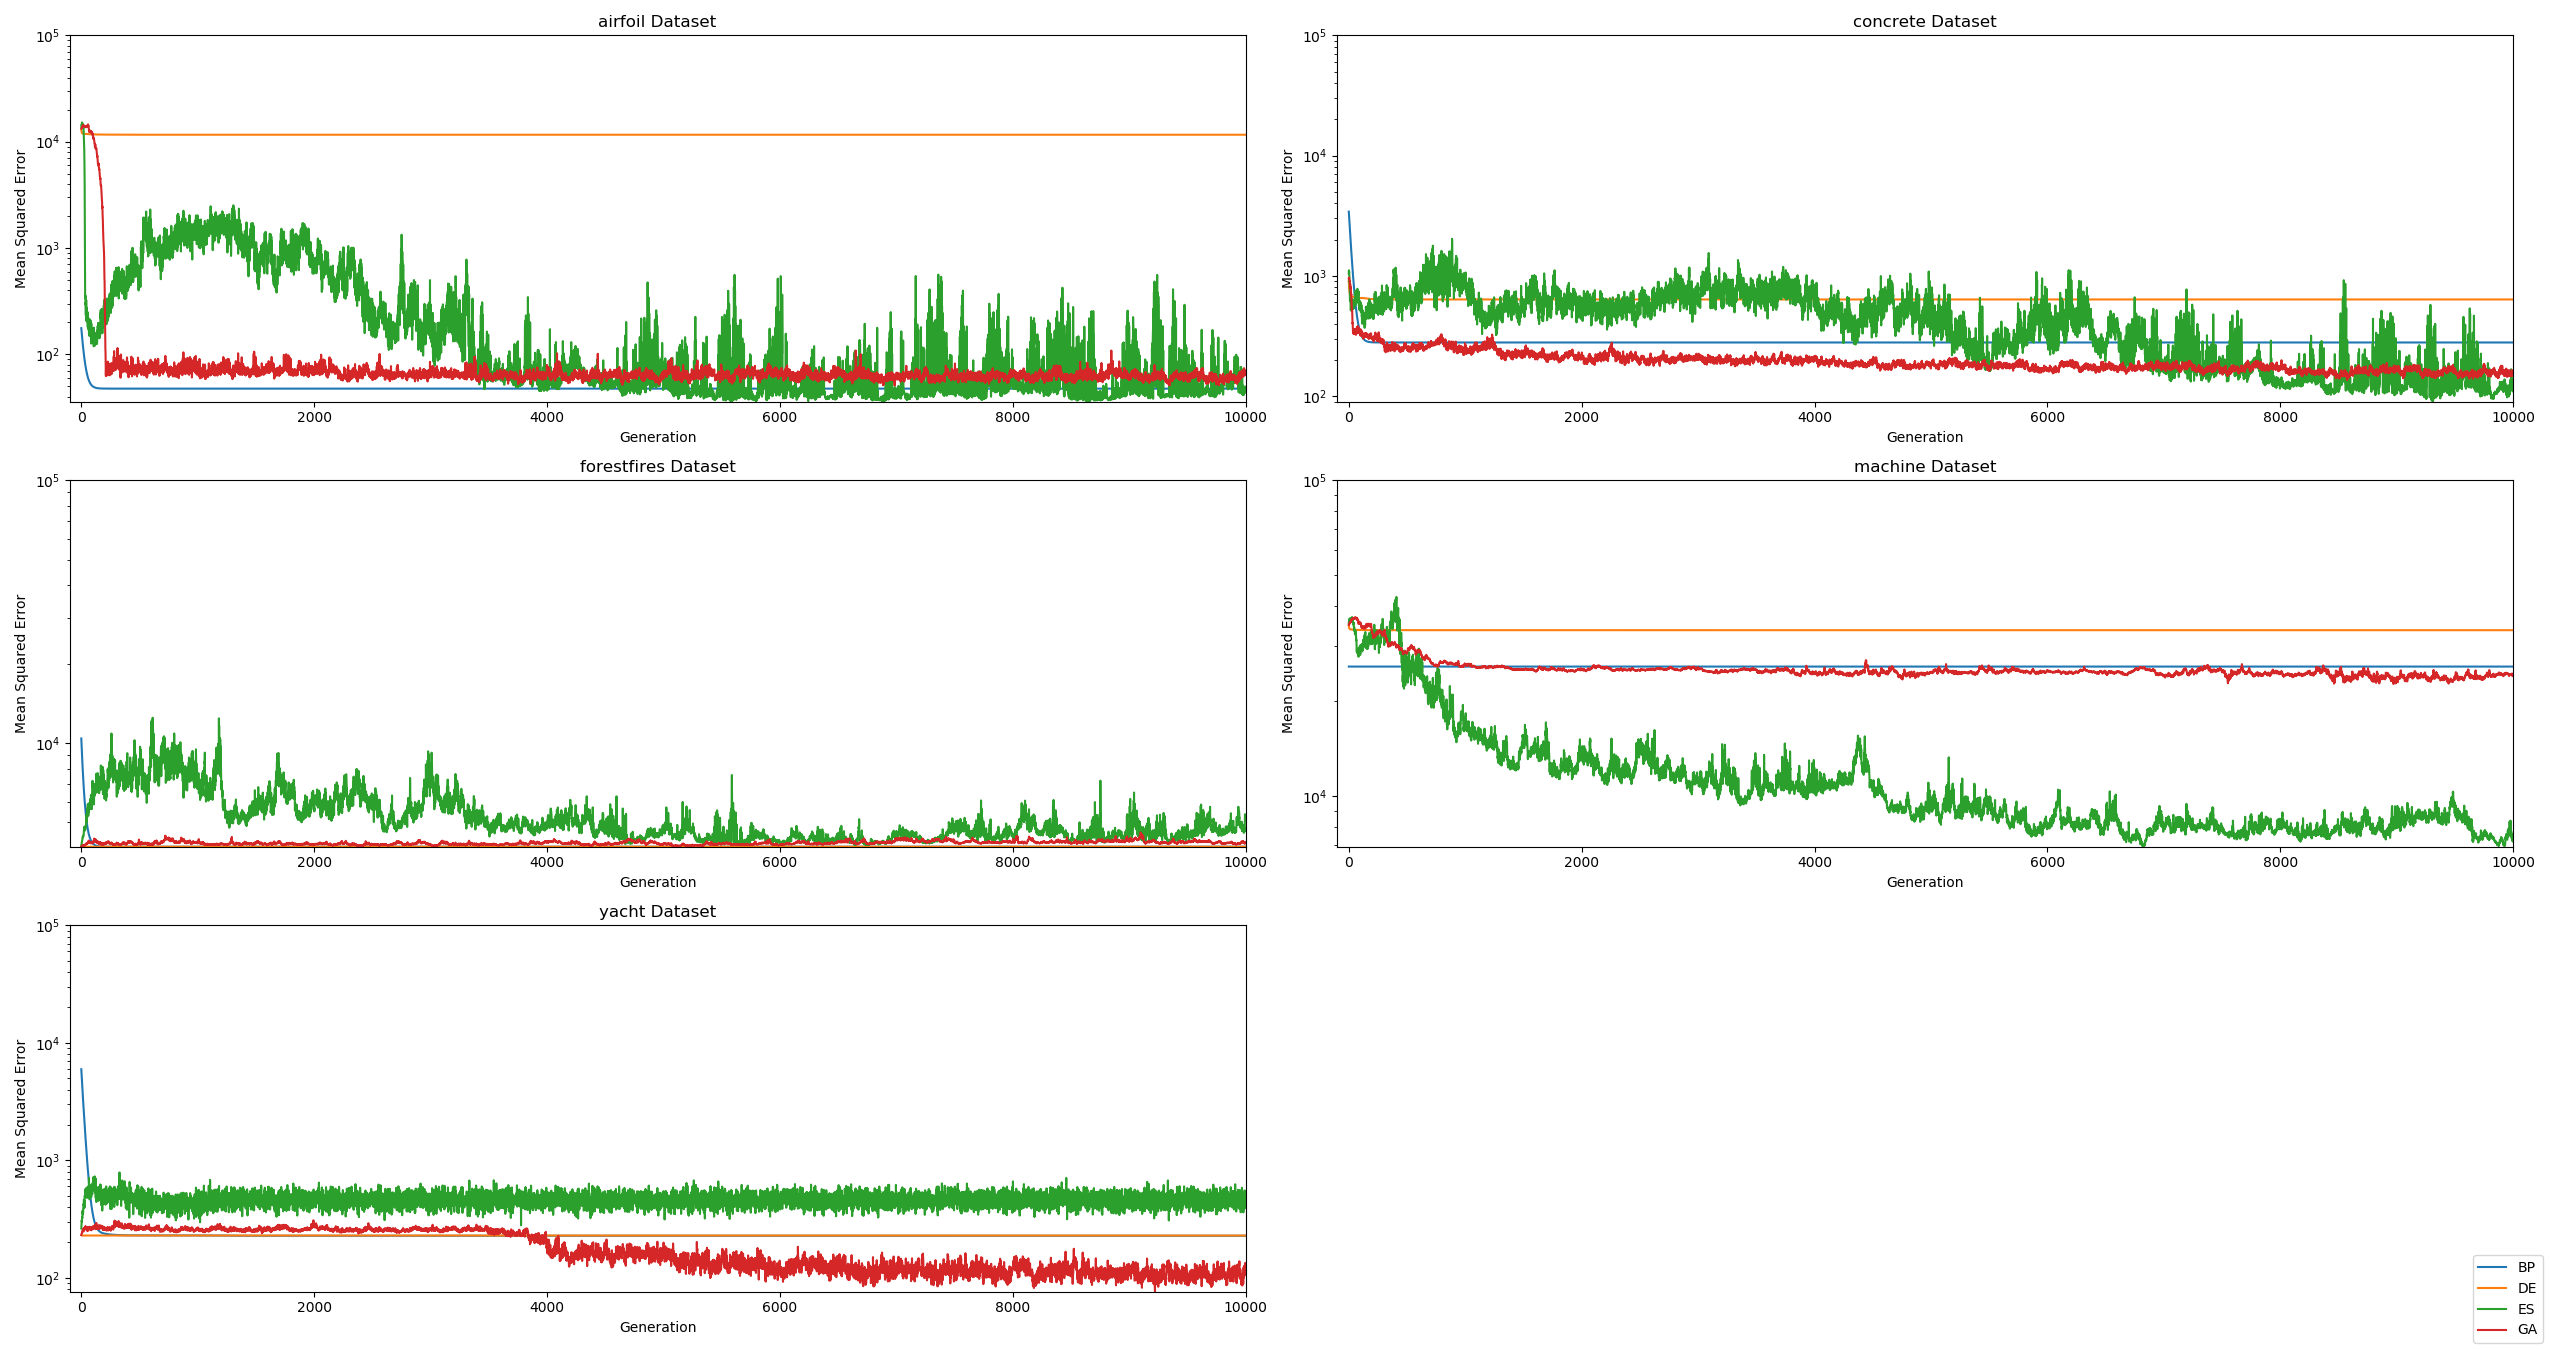 airfoil Dataset
Mean Squared Error
10^5
10^4
10^3
10^2
0 2000 4000 6000 8000 10000
Generation
concrete Dataset
Mean Squared Error
10^5
10^4
10^3
10^2
0 2000 4000 6000 8000 10000
Generation
forestfires Dataset
Mean Squared Error
10^5
10^4
0 2000 4000 6000 8000 10000
Generation
machine Dataset
Mean Squared Error
10^5
10^4
0 2000 4000 6000 8000 10000
Generation
yacht Dataset
Mean Squared Error
10^5
10^4
10^3
10^2
0 2000 4000 6000 8000 10000
Generation
BP
DE
ES
GA